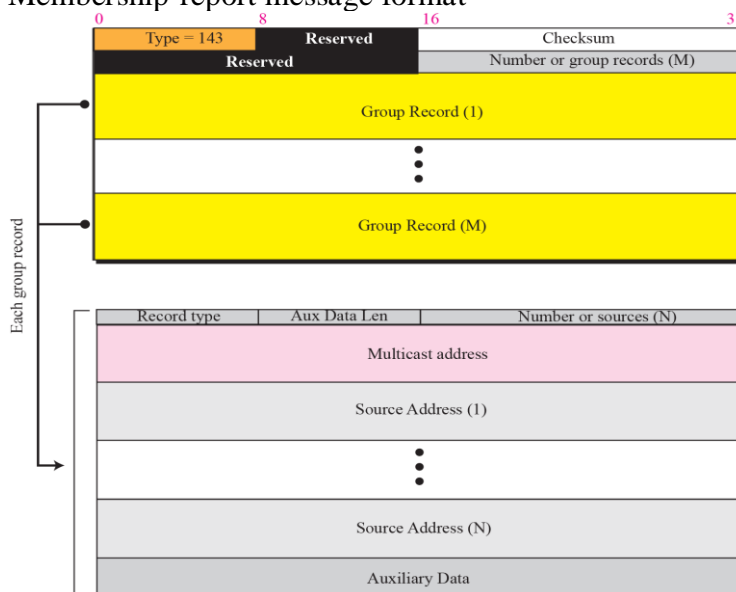 Membership-report message format
0 8 16 3
Type = 143 Reserved Checksum
Reserved Number or group records (M)
Group Record (1)
Group Record (M)
Each group record
Record type Aux Data Len Number or sources (N)
Multicast address
Source Address (1)
Source Address (N)
Auxiliary Data